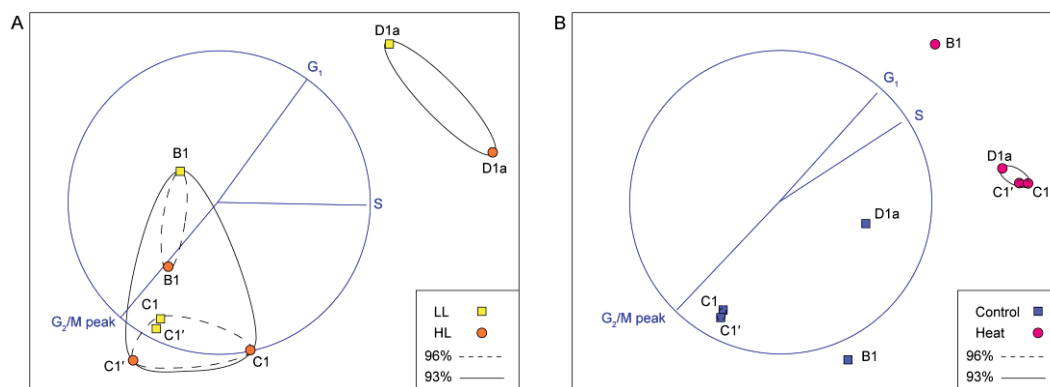 A
D1a
G₁
B1
D1a
S
B1
C1
G₂/M peak
C1′
C1′
C1
LL
HL
96%
93%
B
B1
G₁
S
D1a
C1′
C1
D1a
C1
G₂/M peak
C1′
B1
Control
Heat
96%
93%